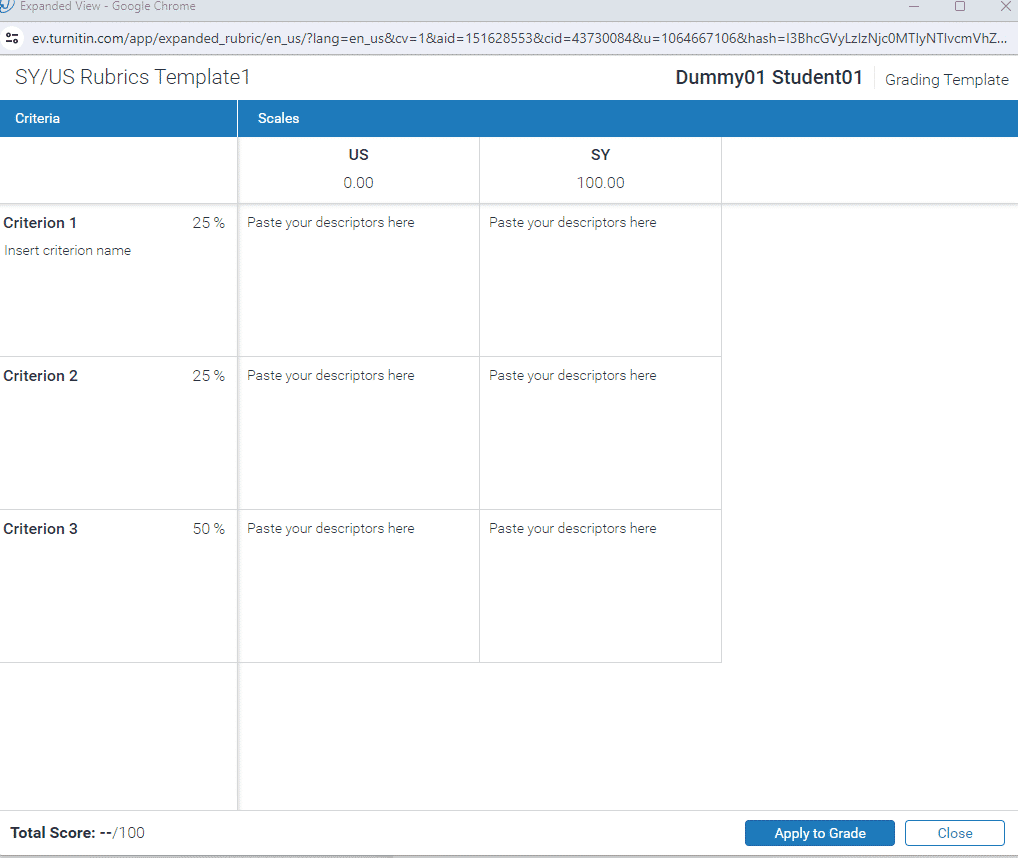 Expanded View - Google Chrome
ev.turnitin.com/app/expanded_rubric/en_us/?lang=en_us&cv=1&aid=151628553&cid=43730084&u=1064667106&hash=I3BhcGVyLzIzNjc0MTIyNTIvcmVhZ...
SY/US Rubrics Template1 Dummy01 Student01 Grading Template
Criteria Scales
US SY
0.00 100.00
Criterion 1 25 % Paste your descriptors here Paste your descriptors here
Insert criterion name
Criterion 2 25 % Paste your descriptors here Paste your descriptors here
Criterion 3 50 % Paste your descriptors here Paste your descriptors here
Total Score: --/100 Apply to Grade Close